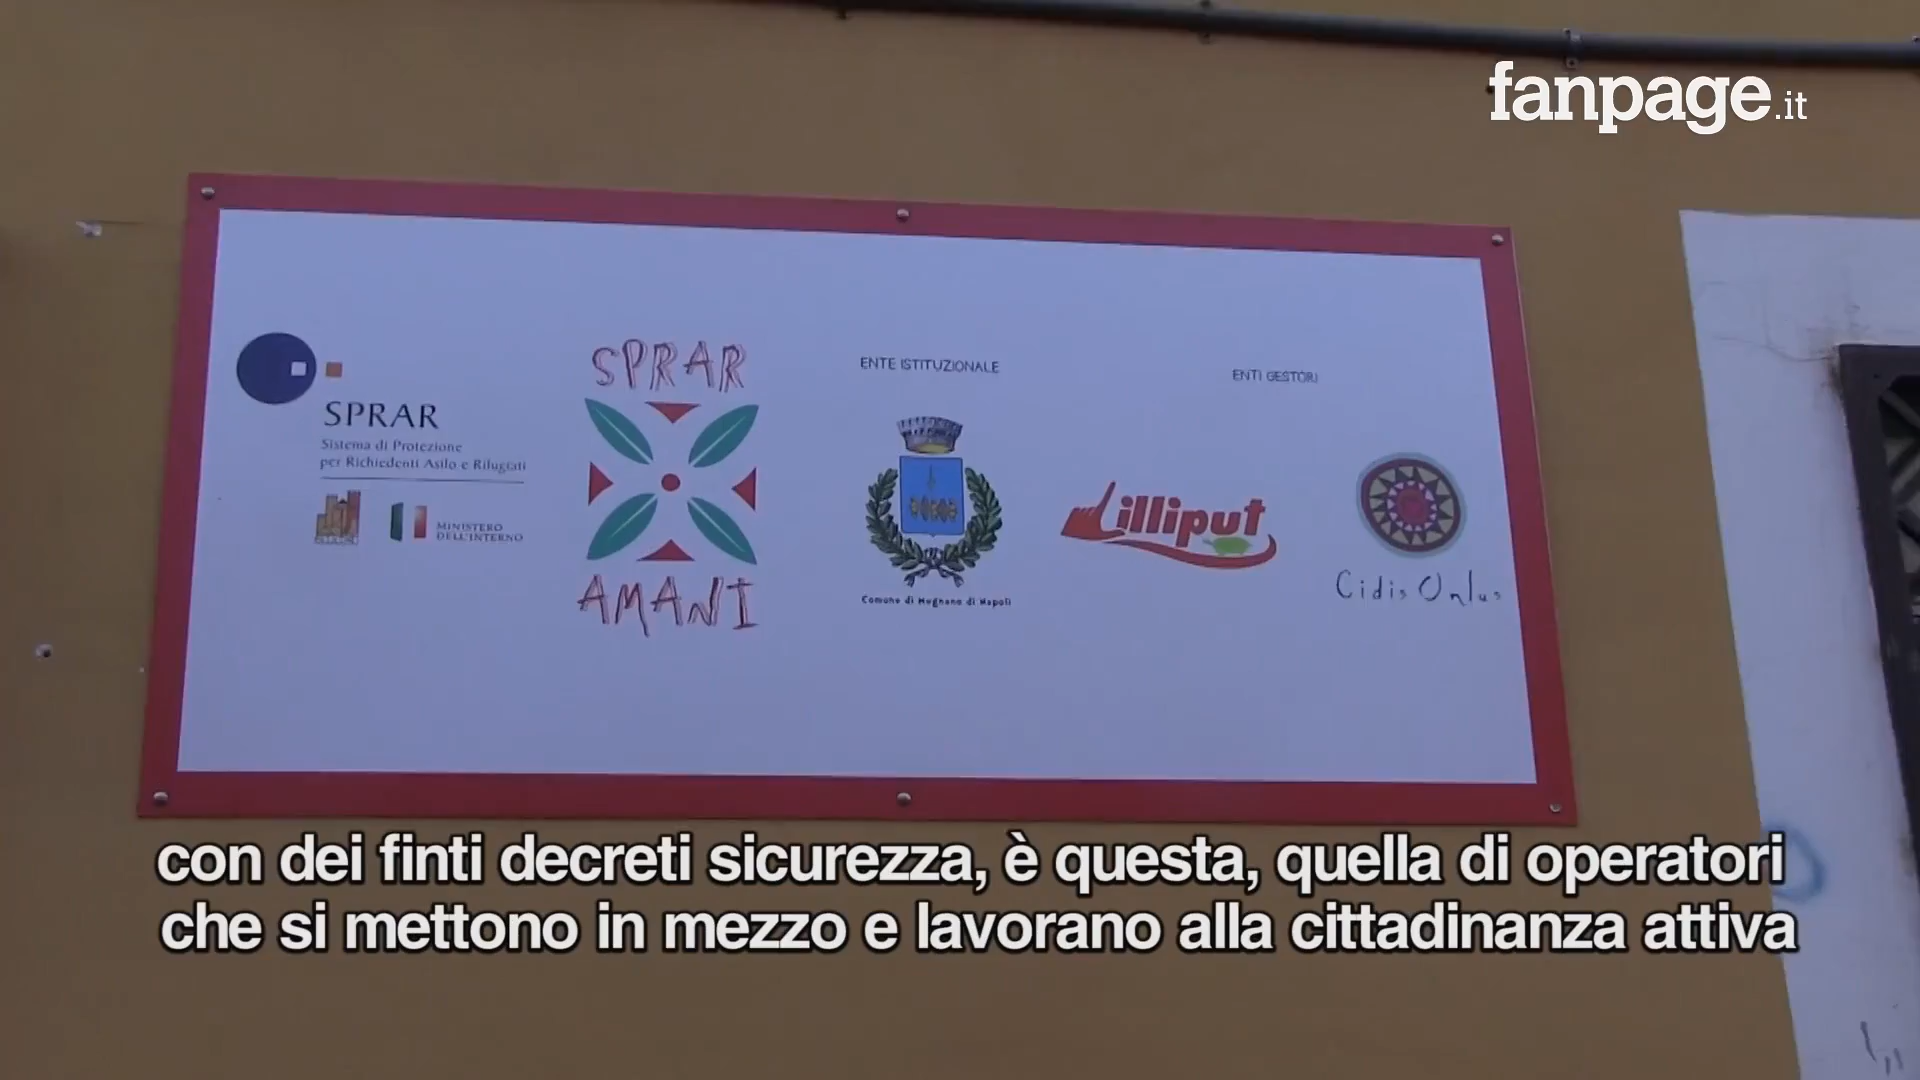 fanpage.it
SPRAR
Sistema di Protezione
per Richiedenti Asilo e Rifugiati
MINISTERO
DELL'INTERNO
SPRAR
AMANI
ENTE ISTITUZIONALE
Comune di Mugnano di Napoli
ENTI GESTORI
Lilliput
Cidis Onlus
con dei finti decreti sicurezza, è questa, quella di operatori
che si mettono in mezzo e lavorano alla cittadinanza attiva